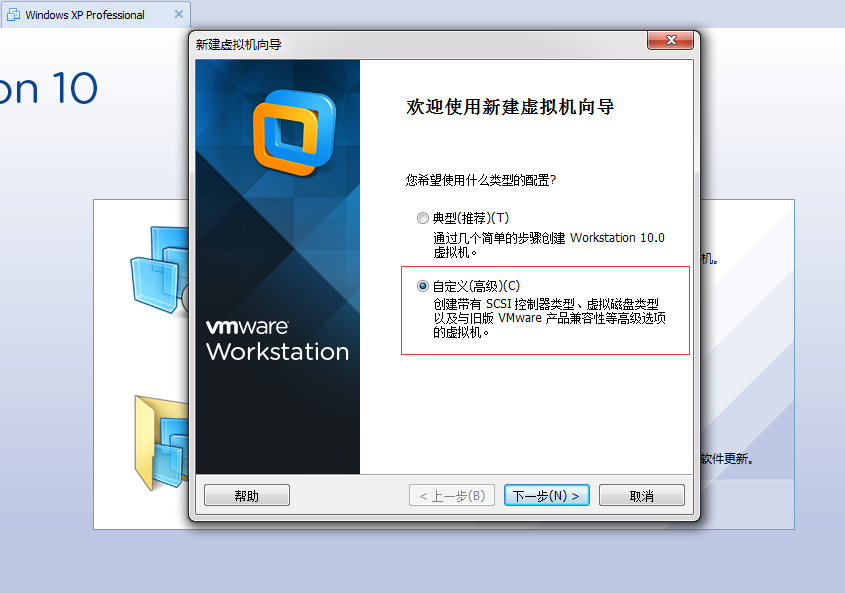 Windows XP Professional
on 10
新建虚拟机向导
欢迎使用新建虚拟机向导
您希望使用什么类型的配置?
典型(推荐)(T)
通过几个简单的步骤创建 Workstation 10.0
虚拟机。
机。
自定义(高级)(C)
创建带有 SCSI 控制器类型、虚拟磁盘类型
以及与旧版 VMware 产品兼容性等高级选项
的虚拟机。
vmware
Workstation
软件更新。
帮助
< 上一步(B)
下一步(N) >
取消